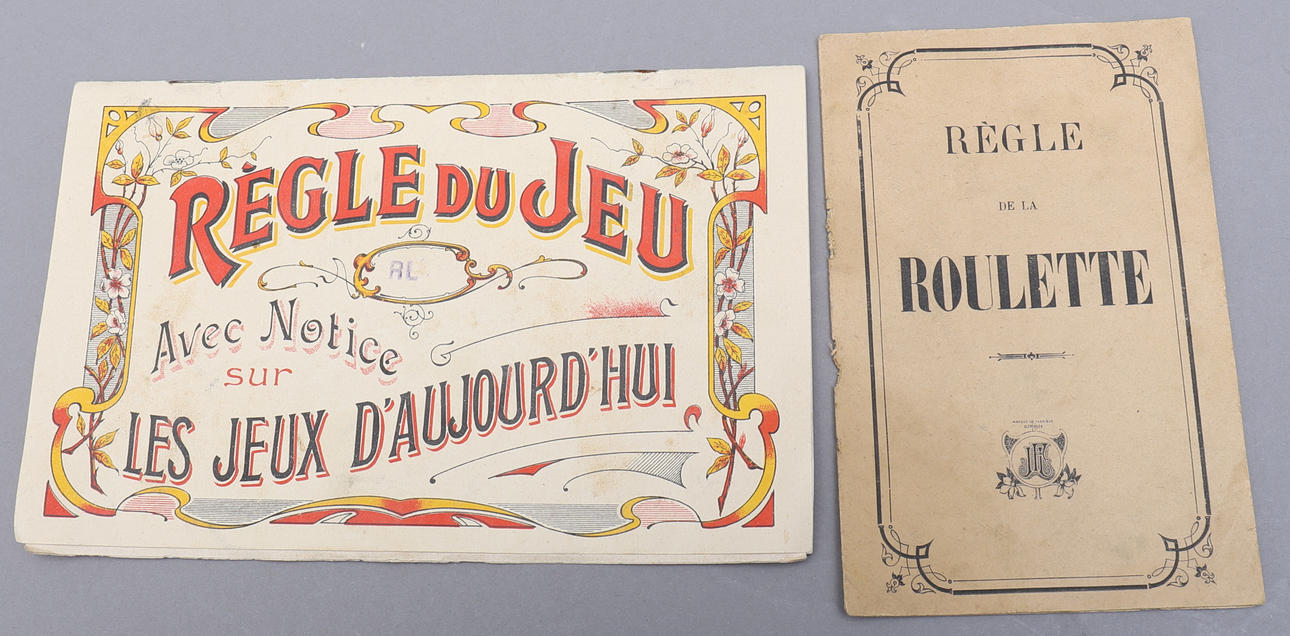 RÈGLE DU JEU
AL
Avec Notice
sur
LES JEUX D'AUJOURD'HUI
RÈGLE
DE LA
ROULETTE